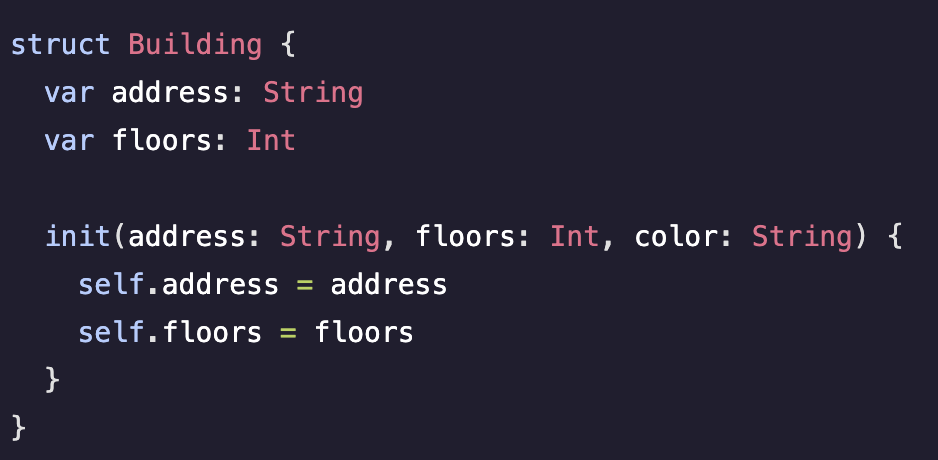 struct Building {
  var address: String
  var floors: Int

  init(address: String, floors: Int, color: String) {
    self.address = address
    self.floors = floors
  }
}